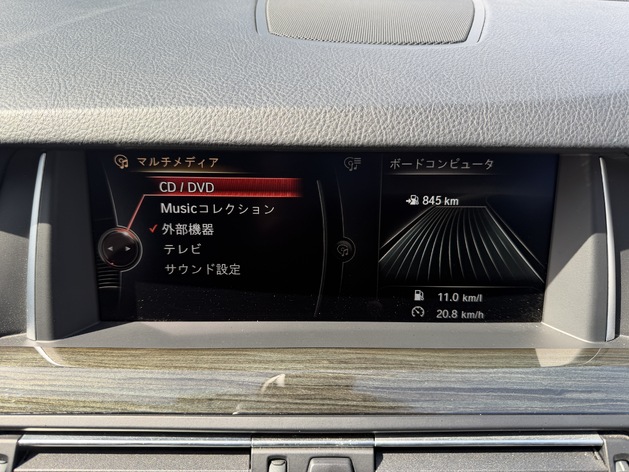 マルチメディア
CD / DVD
Musicコレクション
外部機器
テレビ
サウンド設定
ボードコンピュータ
845 km
11.0 km/l
20.8 km/h